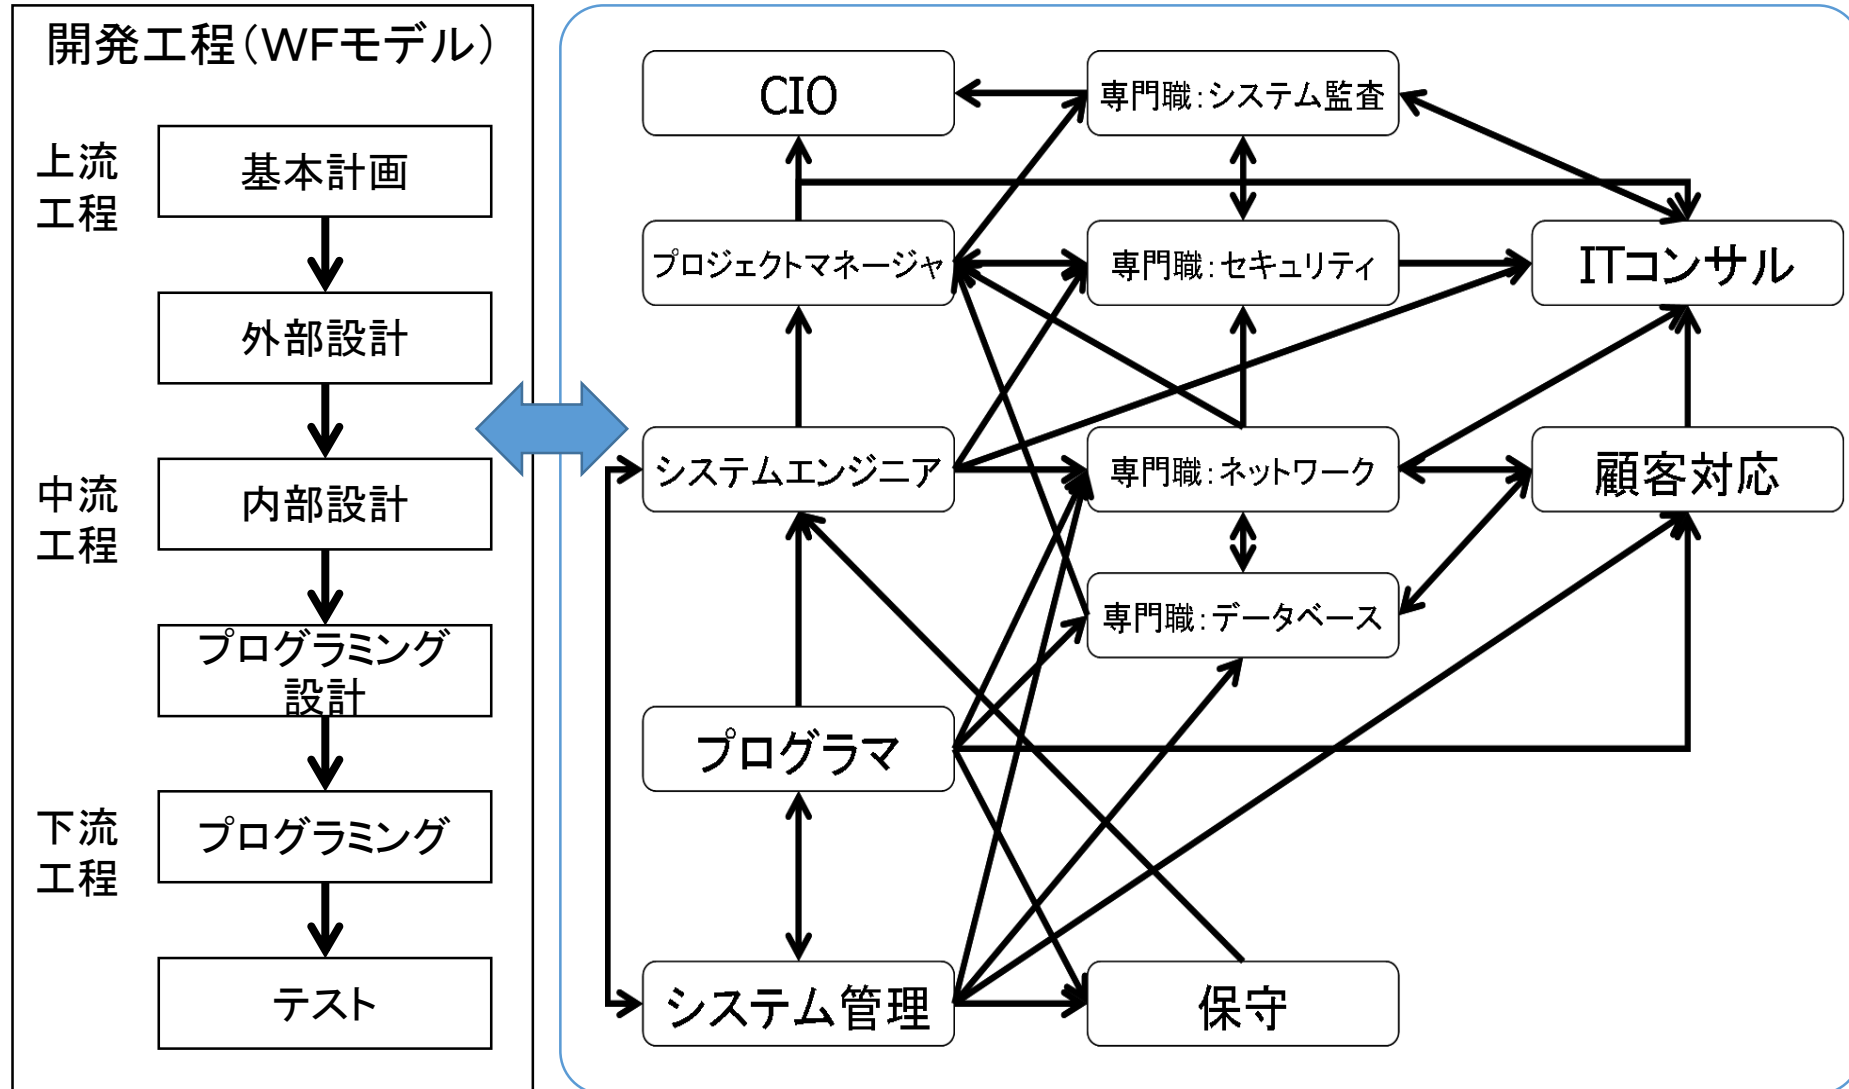 開発工程(WFモデル)
上流
工程
基本計画
外部設計
中流
工程
内部設計
プログラミング
設計
下流
工程
プログラミング
テスト
CIO
専門職:システム監査
プロジェクトマネージャ
専門職:セキュリティ
ITコンサル
システムエンジニア
専門職:ネットワーク
顧客対応
専門職:データベース
プログラマ
システム管理
保守